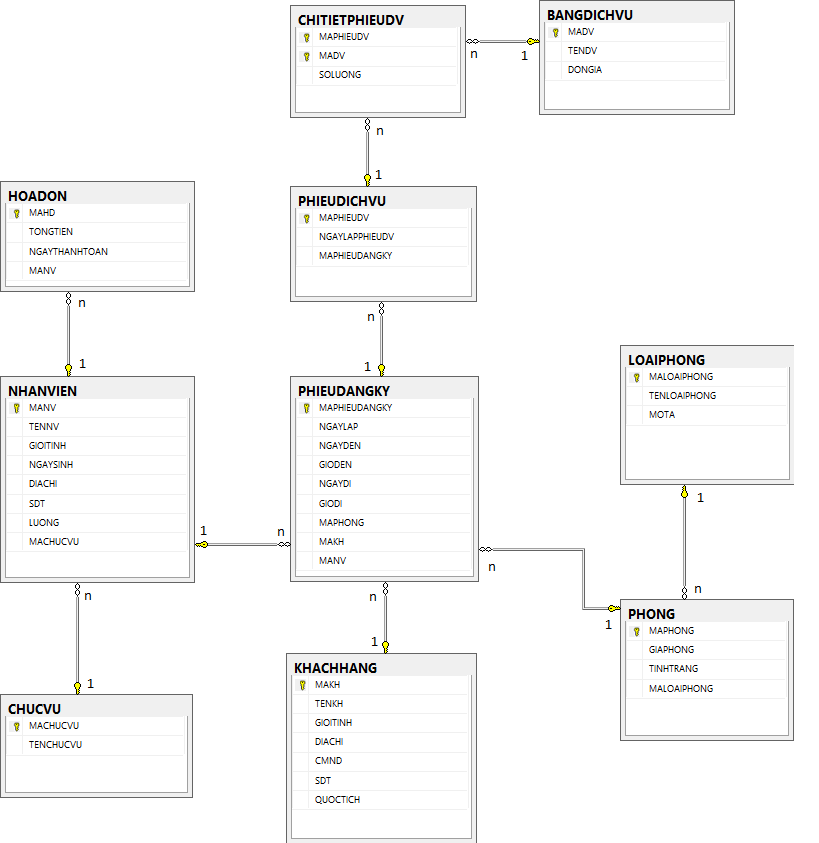 CHITIETPHIEUDV
MAPHIEUDV
MADV
SOLUONG
n
1
BANGDICHVU
MADV
TENDV
DONGIA
n
1
PHIEUDICHVU
MAPHIEUDV
NGAYLAPPHIEUDV
MAPHIEUDANGKY
HOADON
MAHD
TONGTIEN
NGAYTHANHTOAN
MANV
n
1
n
1
NHANVIEN
MANV
TENNV
GIOITINH
NGAYSINH
DIACHI
SDT
LUONG
MACHUCVU
1
n
PHIEUDANGKY
MAPHIEUDANGKY
NGAYLAP
NGAYDEN
GIODEN
NGAYDI
GIODI
MAPHONG
MAKH
MANV
LOAIPHONG
MALOAIPHONG
TENLOAIPHONG
MOTA
1
n
n
1
PHONG
MAPHONG
GIAPHONG
TINHTRANG
MALOAIPHONG
n
1
n
1
CHUCVU
MACHUCVU
TENCHUCVU
KHACHHANG
MAKH
TENKH
GIOITINH
DIACHI
CMND
SDT
QUOCTICH